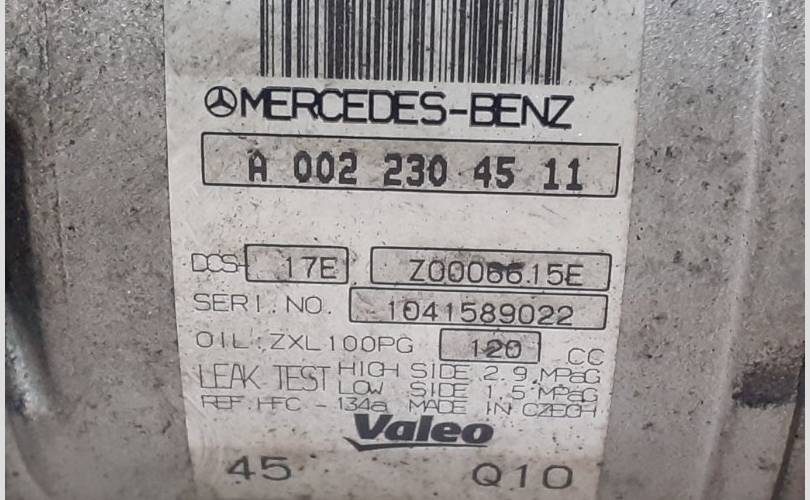 MERCEDES-BENZ
A 002 230 45 11
DCS- 17E Z0006615E
SERI.NO. 1041589022
OIL:ZXL100PG 120 CC
LEAK TEST HIGH SIDE 2.9 MPaG
LOW SIDE 1.5 MPaG
REF.HFC-134a MADE IN CZECH
Valeo
45 Q10